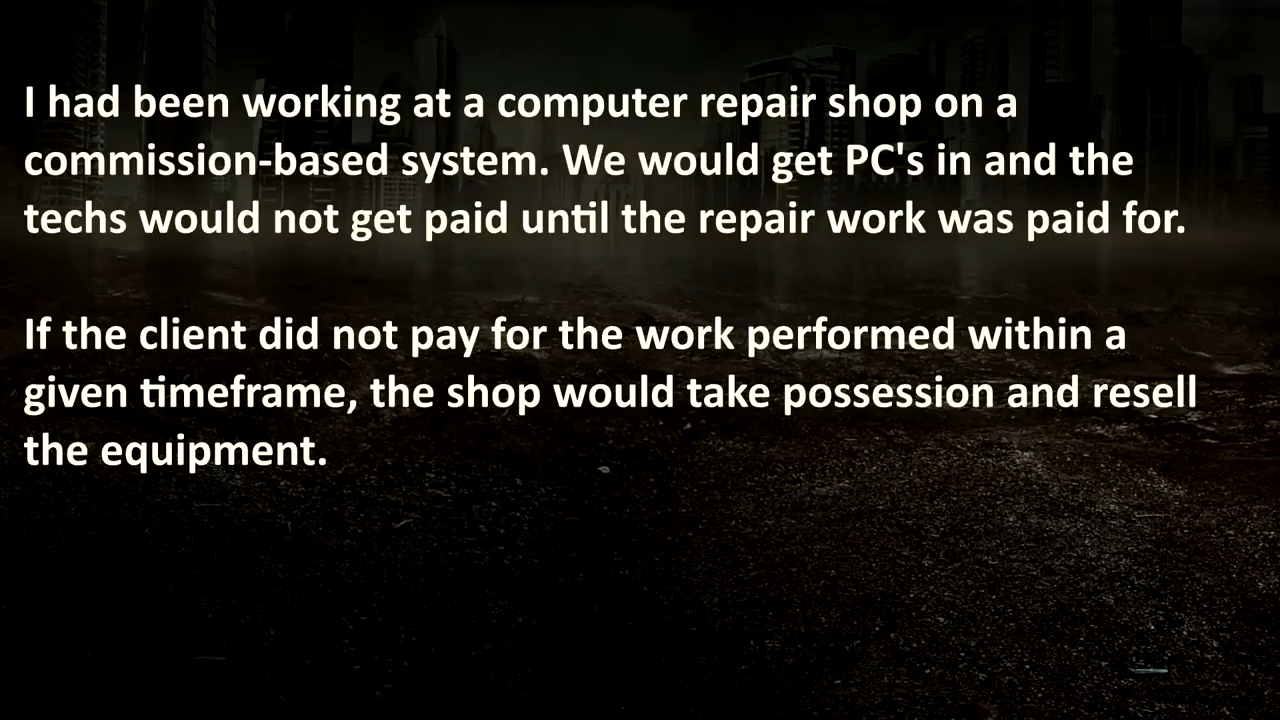 I had been working at a computer repair shop on a
commission-based system. We would get PC's in and the
techs would not get paid until the repair work was paid for.
If the client did not pay for the work performed within a
given timeframe, the shop would take possession and resell
the equipment.